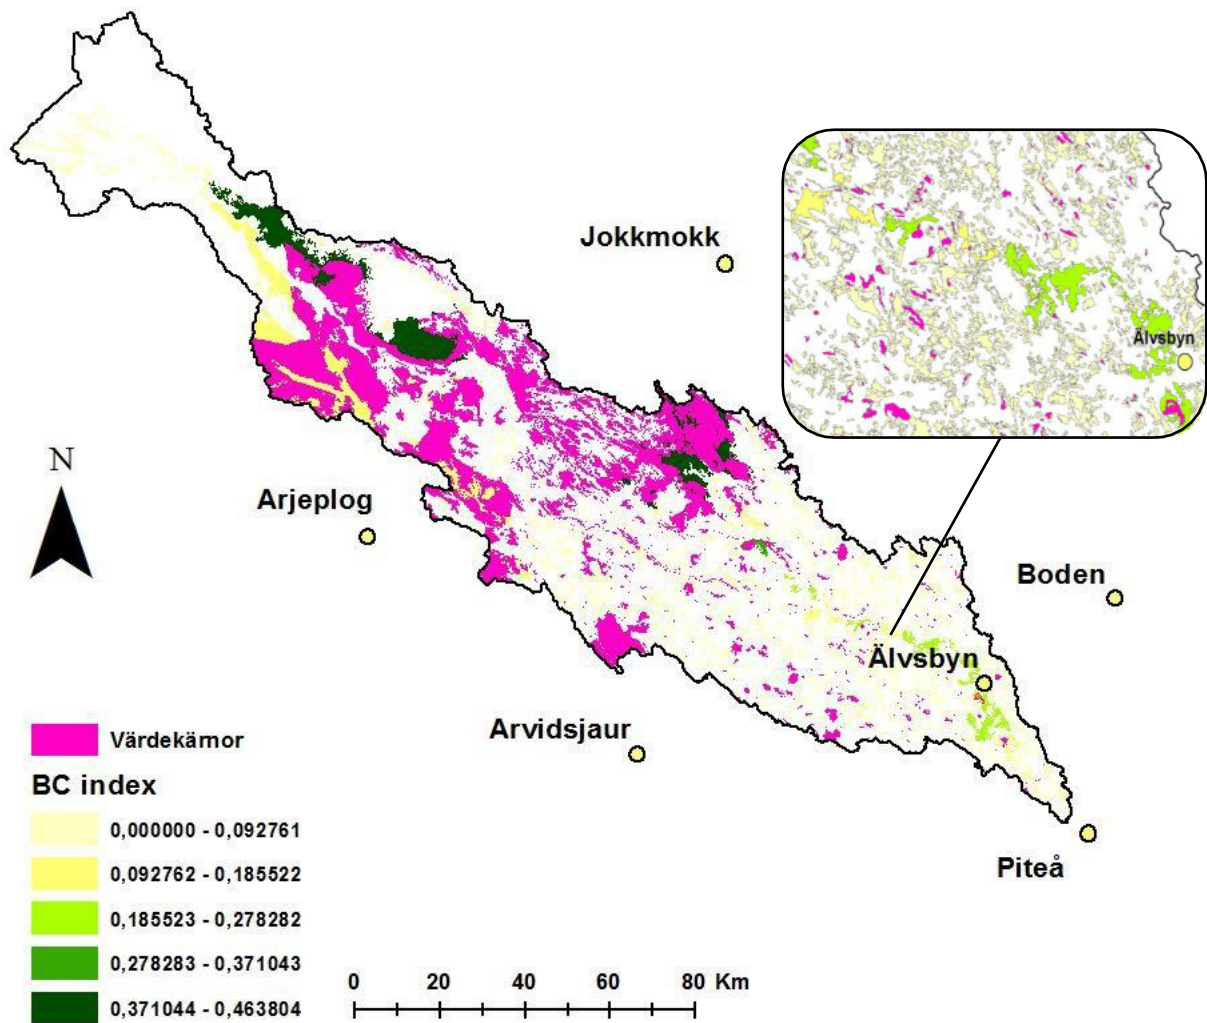 Jokkmokk
Älvsbyn
N
Arjeplog
Boden
Älvsbyn
Arvidsjaur
Värdekärnor
BC index
Piteå
0,000000 - 0,092761
0,092762 - 0,185522
0,185523 - 0,278282
0,278283 - 0,371043
0,371044 - 0,463804
0 20 40 60 80 Km